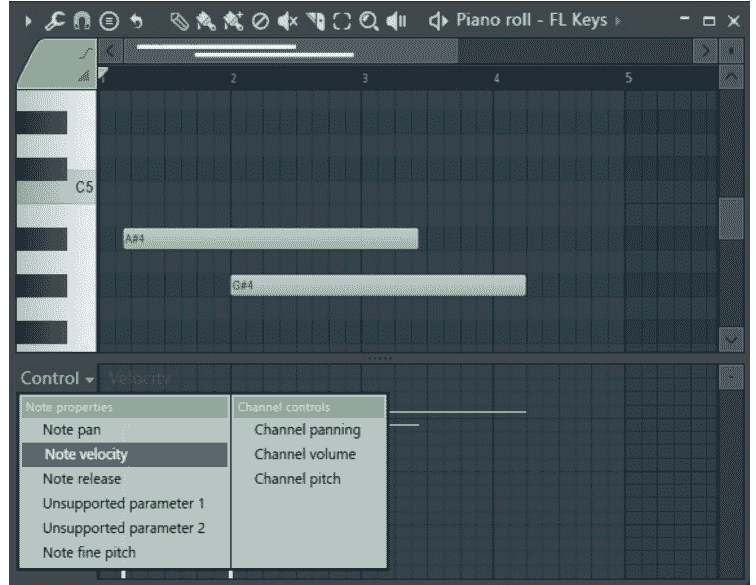 Piano roll - FL Keys
1 2 3 4 5
C5
A#4
G#4
Control Velocity
Note properties
Note pan
Note velocity
Note release
Unsupported parameter 1
Unsupported parameter 2
Note fine pitch
Channel controls
Channel panning
Channel volume
Channel pitch